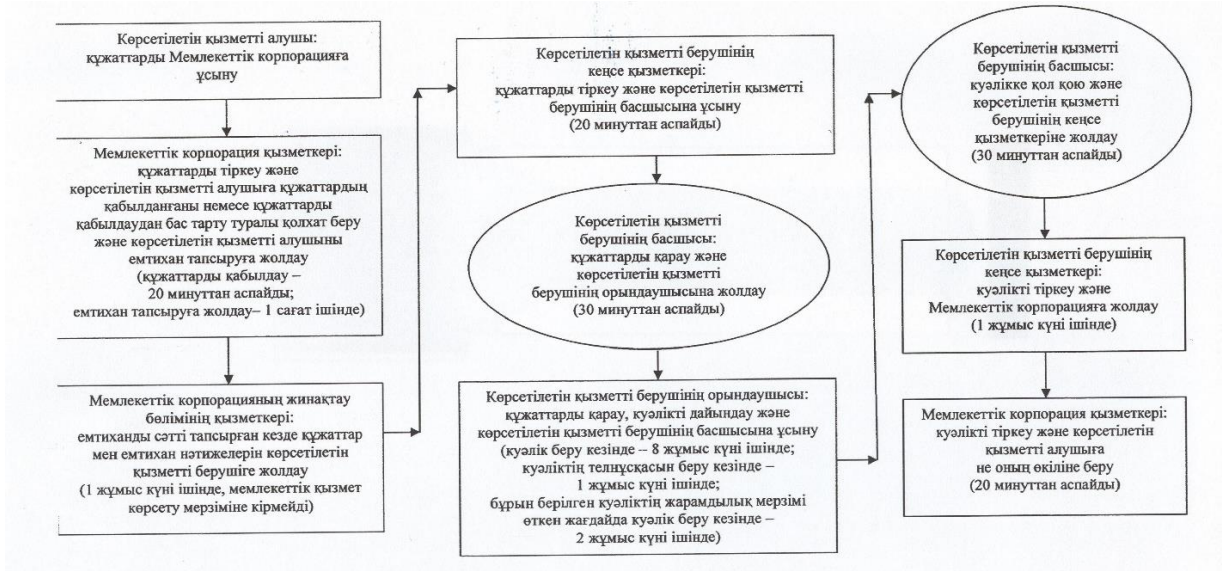 Көрсетілетін қызметті алушы:
құжаттарды Мемлекеттік корпорацияға
ұсыну
Мемлекеттік корпорация қызметкері:
құжаттарды тіркеу және
көрсетілетін қызметті алушыға құжаттардың
қабылданғаны немесе құжаттарды
қабылдаудан бас тарту туралы қолхат беру
және көрсетілетін қызметті алушыны
емтихан тапсыруға жолдау
(құжаттарды қабылдау –
20 минуттан аспайды;
емтихан тапсыруға жолдау– 1 сағат ішінде)
Мемлекеттік корпорацияның жинақтау
бөлімінің қызметкері:
емтиханды сәтті тапсырған кезде құжаттар
мен емтихан нәтижелерін көрсетілетін
қызметті берушіге жолдау
(1 жұмыс күні ішінде, мемлекеттік қызмет
көрсету мерзіміне кірмейді)
Көрсетілетін қызметті берушінің
кеңсе қызметкері:
құжаттарды тіркеу және көрсетілетін қызметті
берушінің басшысына ұсыну
(20 минуттан аспайды)
Көрсетілетін қызметті
берушінің басшысы:
құжаттарды қарау және
көрсетілетін қызметті
берушінің орындаушысына жолдау
(30 минуттан аспайды)
Көрсетілетін қызметті берушінің орындаушысы:
құжаттарды қарау, куәлікті дайындау және
көрсетілетін қызметті берушінің басшысына ұсыну
(куәлік беру кезінде – 8 жұмыс күні ішінде;
куәліктің телнұсқасын беру кезінде –
1 жұмыс күні ішінде;
бұрын берілген куәліктің жарамдылық мерзімі
өткен жағдайда куәлік беру кезінде –
2 жұмыс күні ішінде)
Көрсетілетін қызметті
берушінің басшысы:
куәлікке қол қою және
көрсетілетін қызметті
берушінің кеңсе
қызметкеріне жолдау
(30 минуттан аспайды)
Көрсетілетін қызметті берушінің
кеңсе қызметкері:
куәлікті тіркеу және
Мемлекеттік корпорацияға жолдау
(1 жұмыс күні ішінде)
Мемлекеттік корпорация қызметкері:
куәлікті тіркеу және көрсетілетін
қызметті алушыға
не оның өкіліне беру
(20 минуттан аспайды)